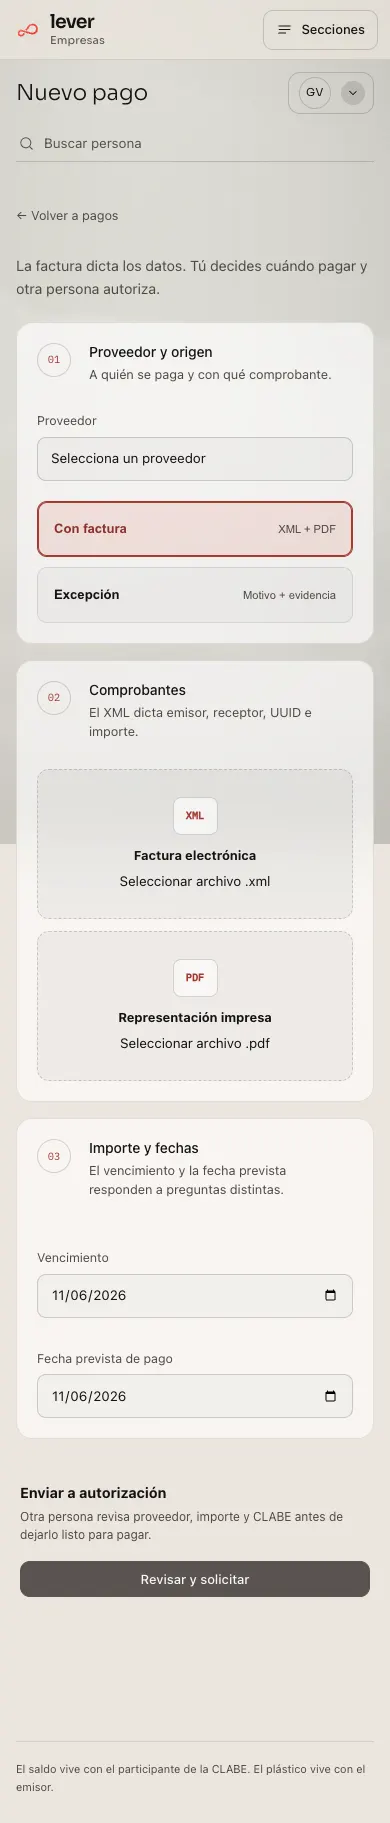 lever
Empresas
Secciones
Nuevo pago
GV
Buscar persona
← Volver a pagos
La factura dicta los datos. Tú decides cuándo pagar y
otra persona autoriza.
01
Proveedor y origen
A quién se paga y con qué comprobante.
Proveedor
Selecciona un proveedor
Con factura
XML + PDF
Excepción
Motivo + evidencia
02
Comprobantes
El XML dicta emisor, receptor, UUID e
importe.
XML
Factura electrónica
Seleccionar archivo .xml
PDF
Representación impresa
Seleccionar archivo .pdf
03
Importe y fechas
El vencimiento y la fecha prevista
responden a preguntas distintas.
Vencimiento
11/06/2026
Fecha prevista de pago
11/06/2026
Enviar a autorización
Otra persona revisa proveedor, importe y CLABE antes de
dejarlo listo para pagar.
Revisar y solicitar
El saldo vive con el participante de la CLABE. El plástico vive con el
emisor.